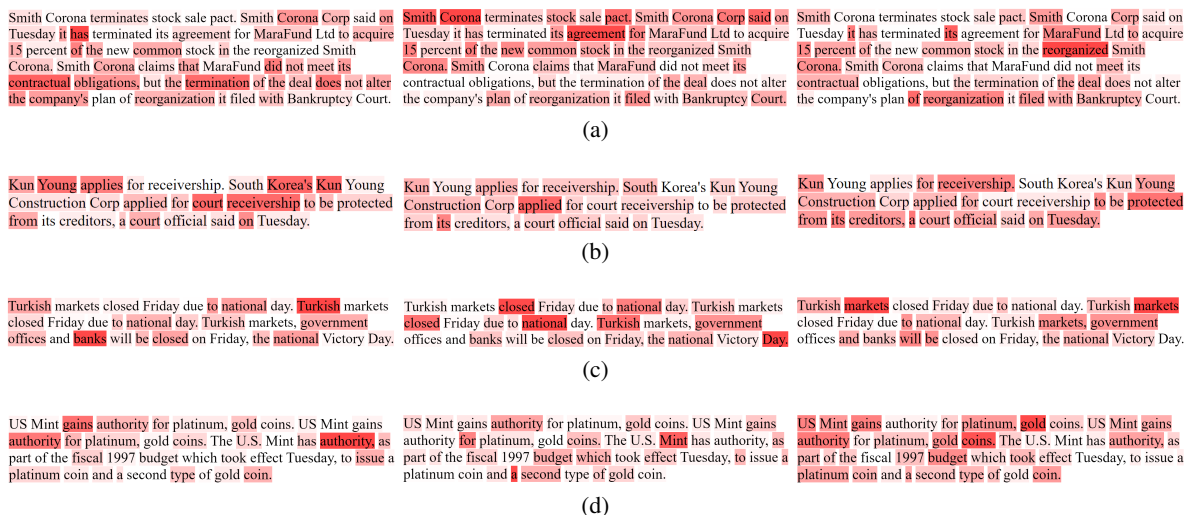 Smith Corona terminates stock sale pact. Smith Corona Corp said on
Tuesday it has terminated its agreement for MaraFund Ltd to acquire
15 percent of the new common stock in the reorganized Smith
Corona. Smith Corona claims that MaraFund did not meet its
contractual obligations, but the termination of the deal does not alter
the company's plan of reorganization it filed with Bankruptcy Court.
Smith Corona terminates stock sale pact. Smith Corona Corp said on
Tuesday it has terminated its agreement for MaraFund Ltd to acquire
15 percent of the new common stock in the reorganized Smith
Corona. Smith Corona claims that MaraFund did not meet its
contractual obligations, but the termination of the deal does not alter
the company's plan of reorganization it filed with Bankruptcy Court.
Smith Corona terminates stock sale pact. Smith Corona Corp said on
Tuesday it has terminated its agreement for MaraFund Ltd to acquire
15 percent of the new common stock in the reorganized Smith
Corona. Smith Corona claims that MaraFund did not meet its
contractual obligations, but the termination of the deal does not alter
the company's plan of reorganization it filed with Bankruptcy Court.
(a)
Kun Young applies for receivership. South Korea's Kun Young
Construction Corp applied for court receivership to be protected
from its creditors, a court official said on Tuesday.
Kun Young applies for receivership. South Korea's Kun Young
Construction Corp applied for court receivership to be protected
from its creditors, a court official said on Tuesday.
Kun Young applies for receivership. South Korea's Kun Young
Construction Corp applied for court receivership to be protected
from its creditors, a court official said on Tuesday.
(b)
Turkish markets closed Friday due to national day. Turkish markets
closed Friday due to national day. Turkish markets, government
offices and banks will be closed on Friday, the national Victory Day.
Turkish markets closed Friday due to national day. Turkish markets
closed Friday due to national day. Turkish markets, government
offices and banks will be closed on Friday, the national Victory Day.
Turkish markets closed Friday due to national day. Turkish markets
closed Friday due to national day. Turkish markets, government
offices and banks will be closed on Friday, the national Victory Day.
(c)
US Mint gains authority for platinum, gold coins. US Mint gains
authority for platinum, gold coins. The U.S. Mint has authority, as
part of the fiscal 1997 budget which took effect Tuesday, to issue a
platinum coin and a second type of gold coin.
US Mint gains authority for platinum, gold coins. US Mint gains
authority for platinum, gold coins. The U.S. Mint has authority, as
part of the fiscal 1997 budget which took effect Tuesday, to issue a
platinum coin and a second type of gold coin.
US Mint gains authority for platinum, gold coins. US Mint gains
authority for platinum, gold coins. The U.S. Mint has authority, as
part of the fiscal 1997 budget which took effect Tuesday, to issue a
platinum coin and a second type of gold coin.
(d)